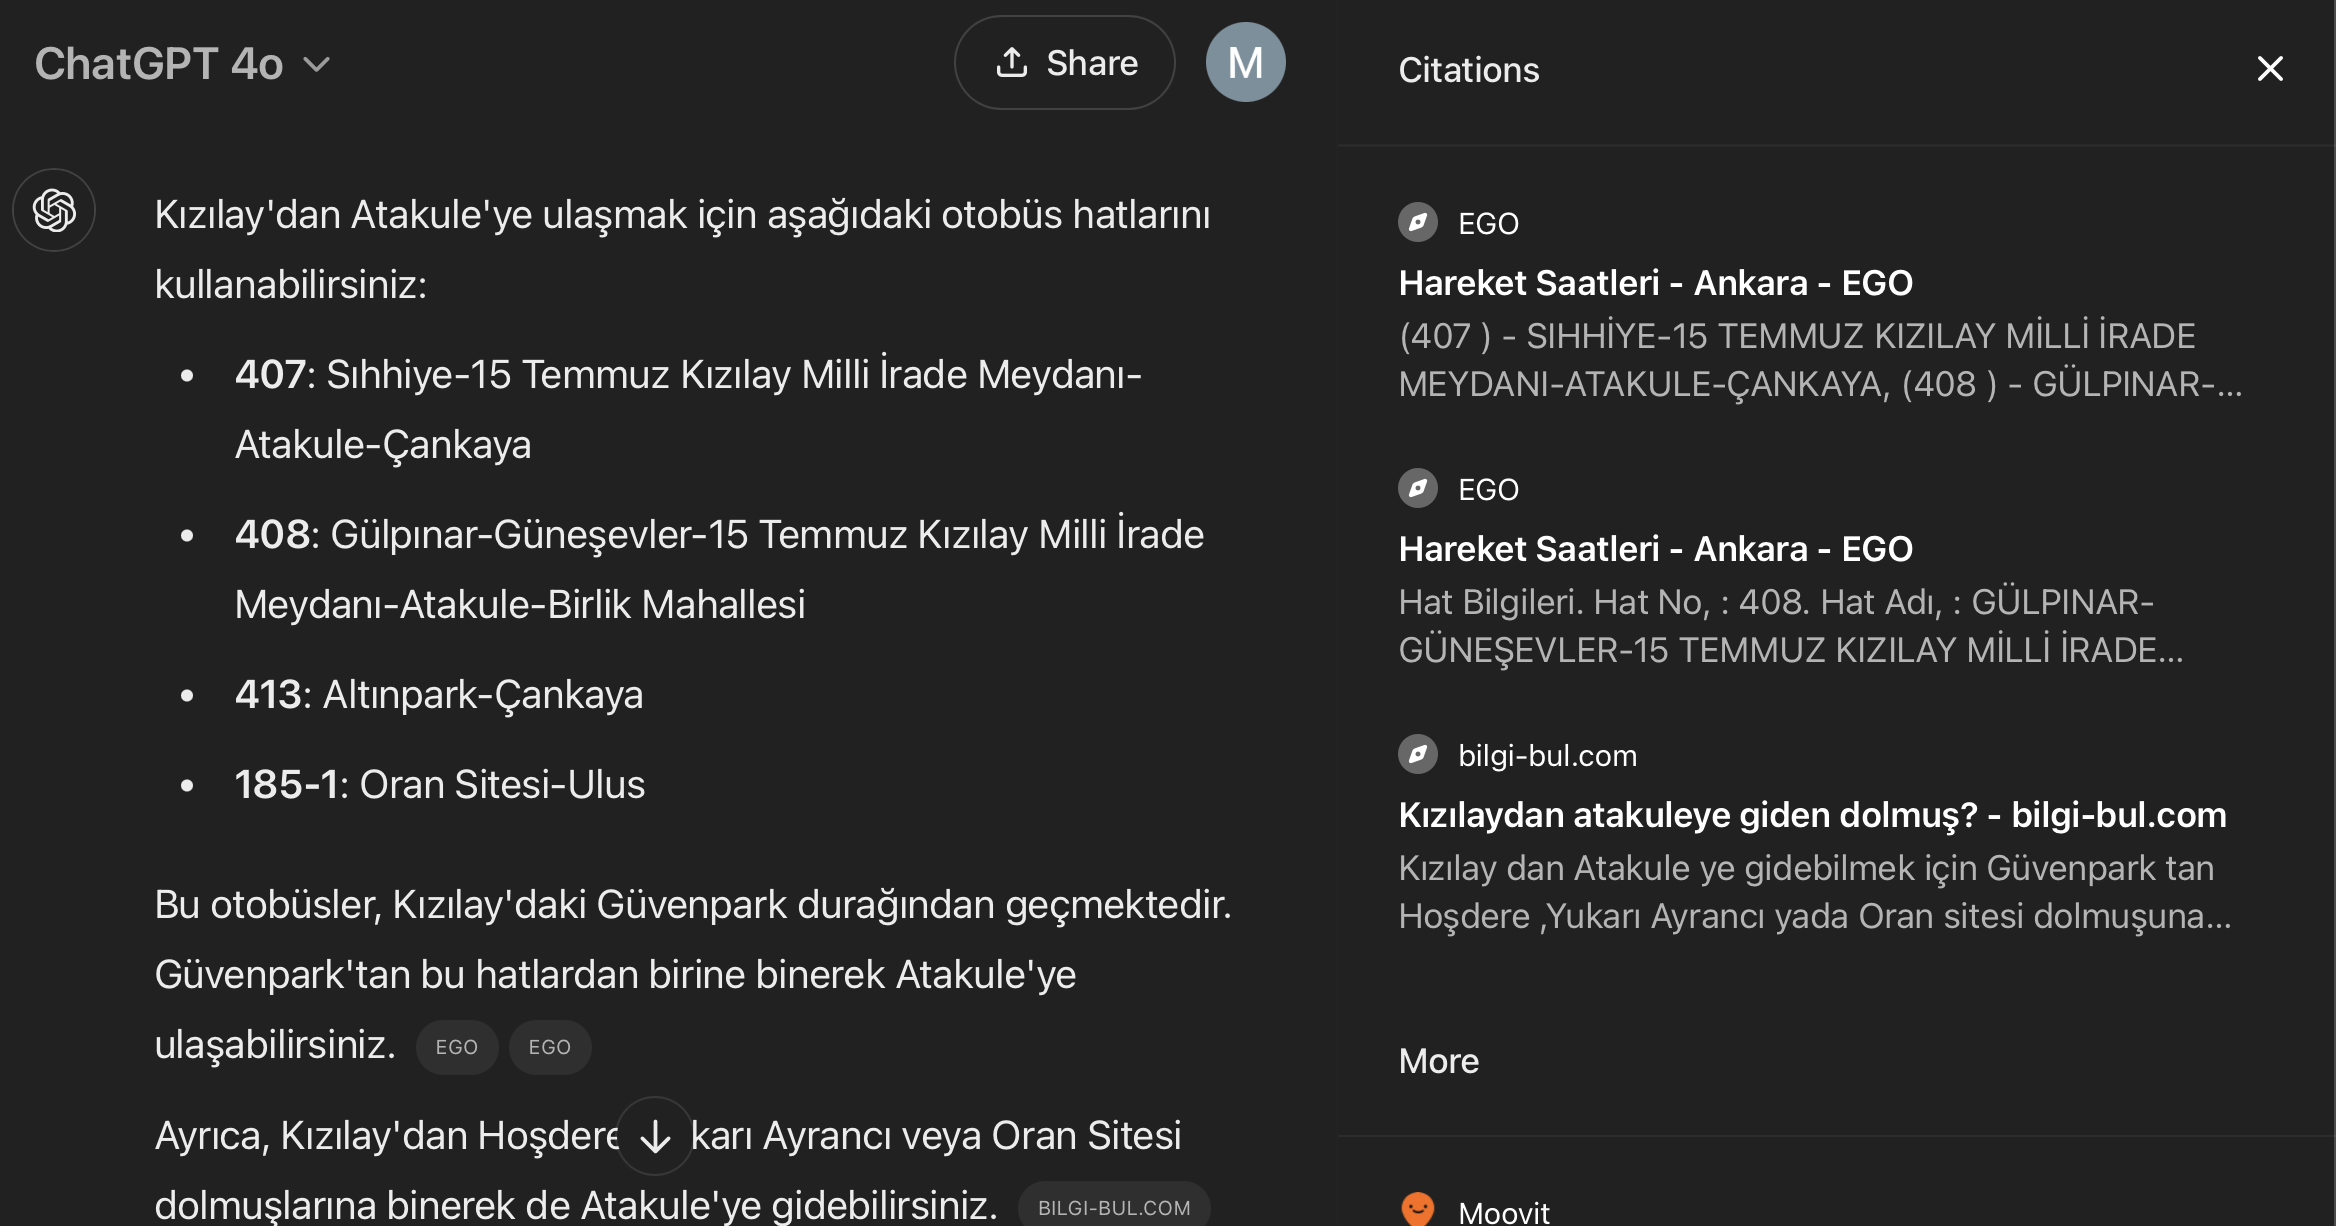 ChatGPT 4o
Share
M
Kızılay'dan Atakule'ye ulaşmak için aşağıdaki otobüs hatlarını
kullanabilirsiniz:
• 407: Sıhhiye-15 Temmuz Kızılay Milli İrade Meydanı-
Atakule-Çankaya
• 408: Gülpınar-Güneşevler-15 Temmuz Kızılay Milli İrade
Meydanı-Atakule-Birlik Mahallesi
• 413: Altınpark-Çankaya
• 185-1: Oran Sitesi-Ulus
Bu otobüsler, Kızılay'daki Güvenpark durağından geçmektedir.
Güvenpark'tan bu hatlardan birine binerek Atakule'ye
ulaşabilirsiniz. EGO EGO
Ayrıca, Kızılay'dan Hoşdere karı Ayrancı veya Oran Sitesi
dolmuşlarına binerek de Atakule'ye gidebilirsiniz. BILGI-BUL.COM
Citations
EGO
Hareket Saatleri - Ankara - EGO
(407 ) - SIHHİYE-15 TEMMUZ KIZILAY MİLLİ İRADE
MEYDANI-ATAKULE-ÇANKAYA, (408 ) - GÜLPINAR-...
EGO
Hareket Saatleri - Ankara - EGO
Hat Bilgileri. Hat No, : 408. Hat Adı, : GÜLPINAR-
GÜNEŞEVLER-15 TEMMUZ KIZILAY MİLLİ İRADE...
bilgi-bul.com
Kızılaydan atakuleye giden dolmuş? - bilgi-bul.com
Kızılay dan Atakule ye gidebilmek için Güvenpark tan
Hoşdere ,Yukarı Ayrancı yada Oran sitesi dolmuşuna...
More
Moovit